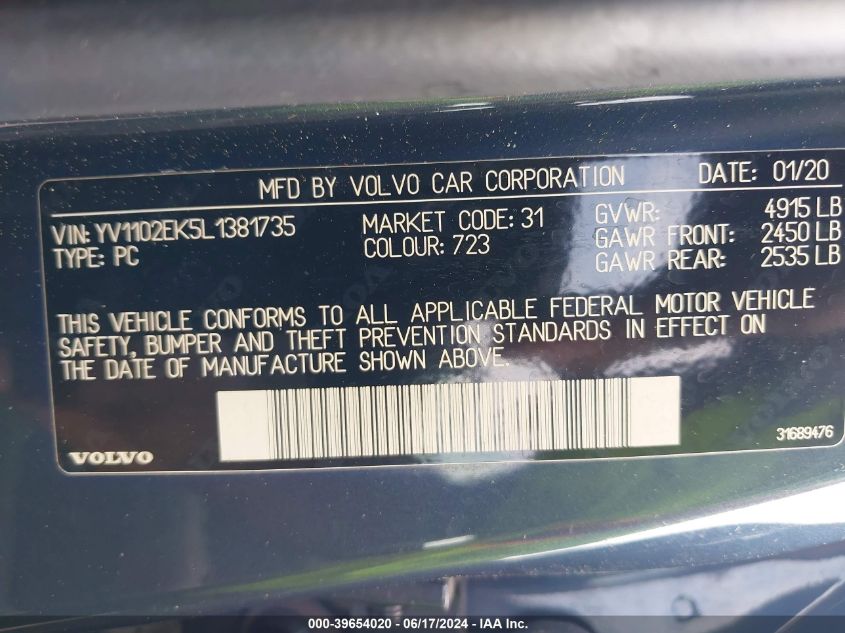 MFD BY VOLVO CAR CORPORATION DATE: 01/20
VIN: YV1102EK5L1381735 MARKET CODE: 31 GVWR: 4915 LB
TYPE: PC COLOUR: 723 GAWR FRONT: 2450 LB
GAWR REAR: 2535 LB
THIS VEHICLE CONFORMS TO ALL APPLICABLE FEDERAL MOTOR VEHICLE
SAFETY, BUMPER AND THEFT PREVENTION STANDARDS IN EFFECT ON
THE DATE OF MANUFACTURE SHOWN ABOVE.
VOLVO 31689476
000-39654020 - 06/17/2024 - IAA Inc.